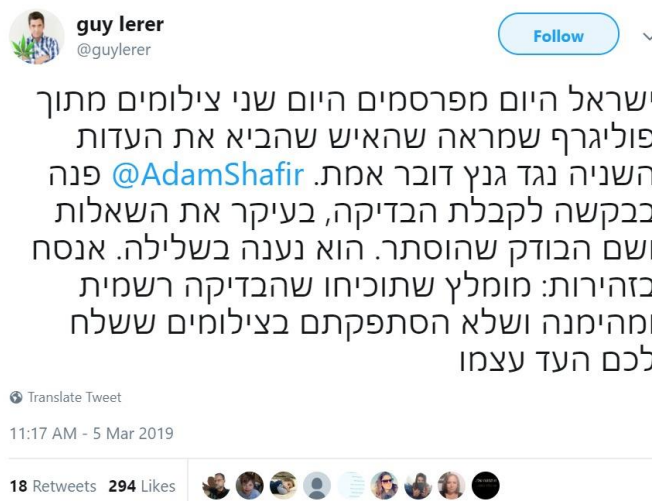 guy lerer
@guylerer
Follow
ישראל היום מפרסמים היום שני צילומים מתוך
פוליגרף שמראה שהאיש שהביא את העדות
השניה נגד גנץ דובר אמת. @AdamShafir פנה
בבקשה לקבלת הבדיקה, בעיקר את השאלות
ושם הבודק שהוסתר. הוא נענה בשלילה. אנסח
בזהירות: מומלץ שתוכיחו שהבדיקה רשמית
ומהימנה ושלא הסתפקתם בצילומים ששלח
לכם העד עצמו
Translate Tweet
11:17 AM - 5 Mar 2019
18 Retweets 294 Likes